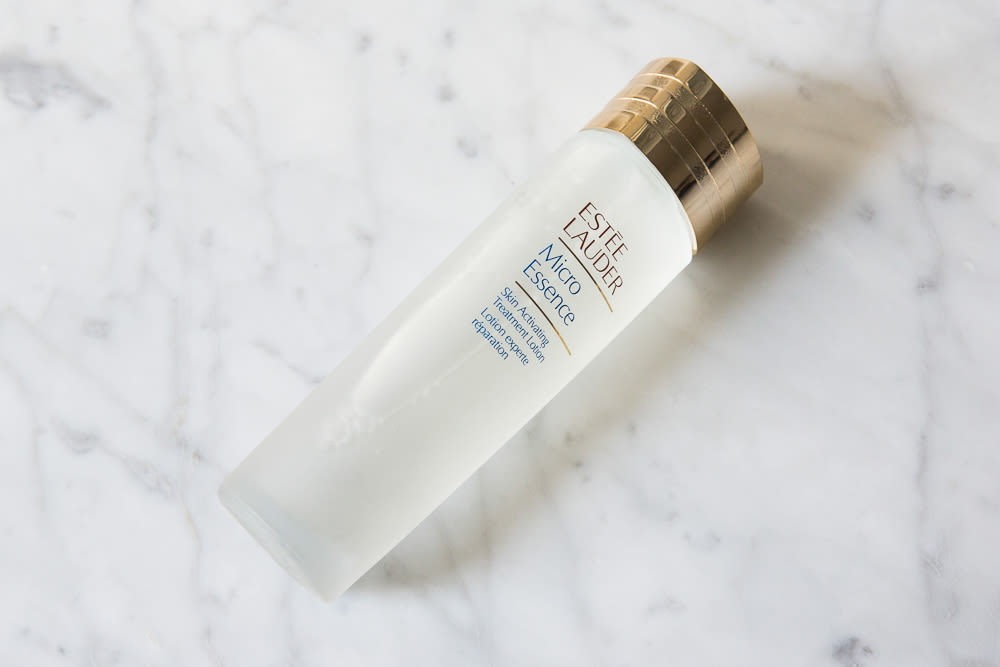 ESTĒE
LAUDER
Micro
Essence
Skin Activating
Treatment Lotion
Lotion experte
réparation